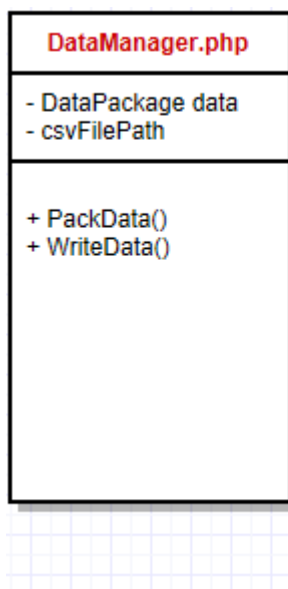 DataManager.php
- DataPackage data
- csvFilePath
+ PackData()
+ WriteData()